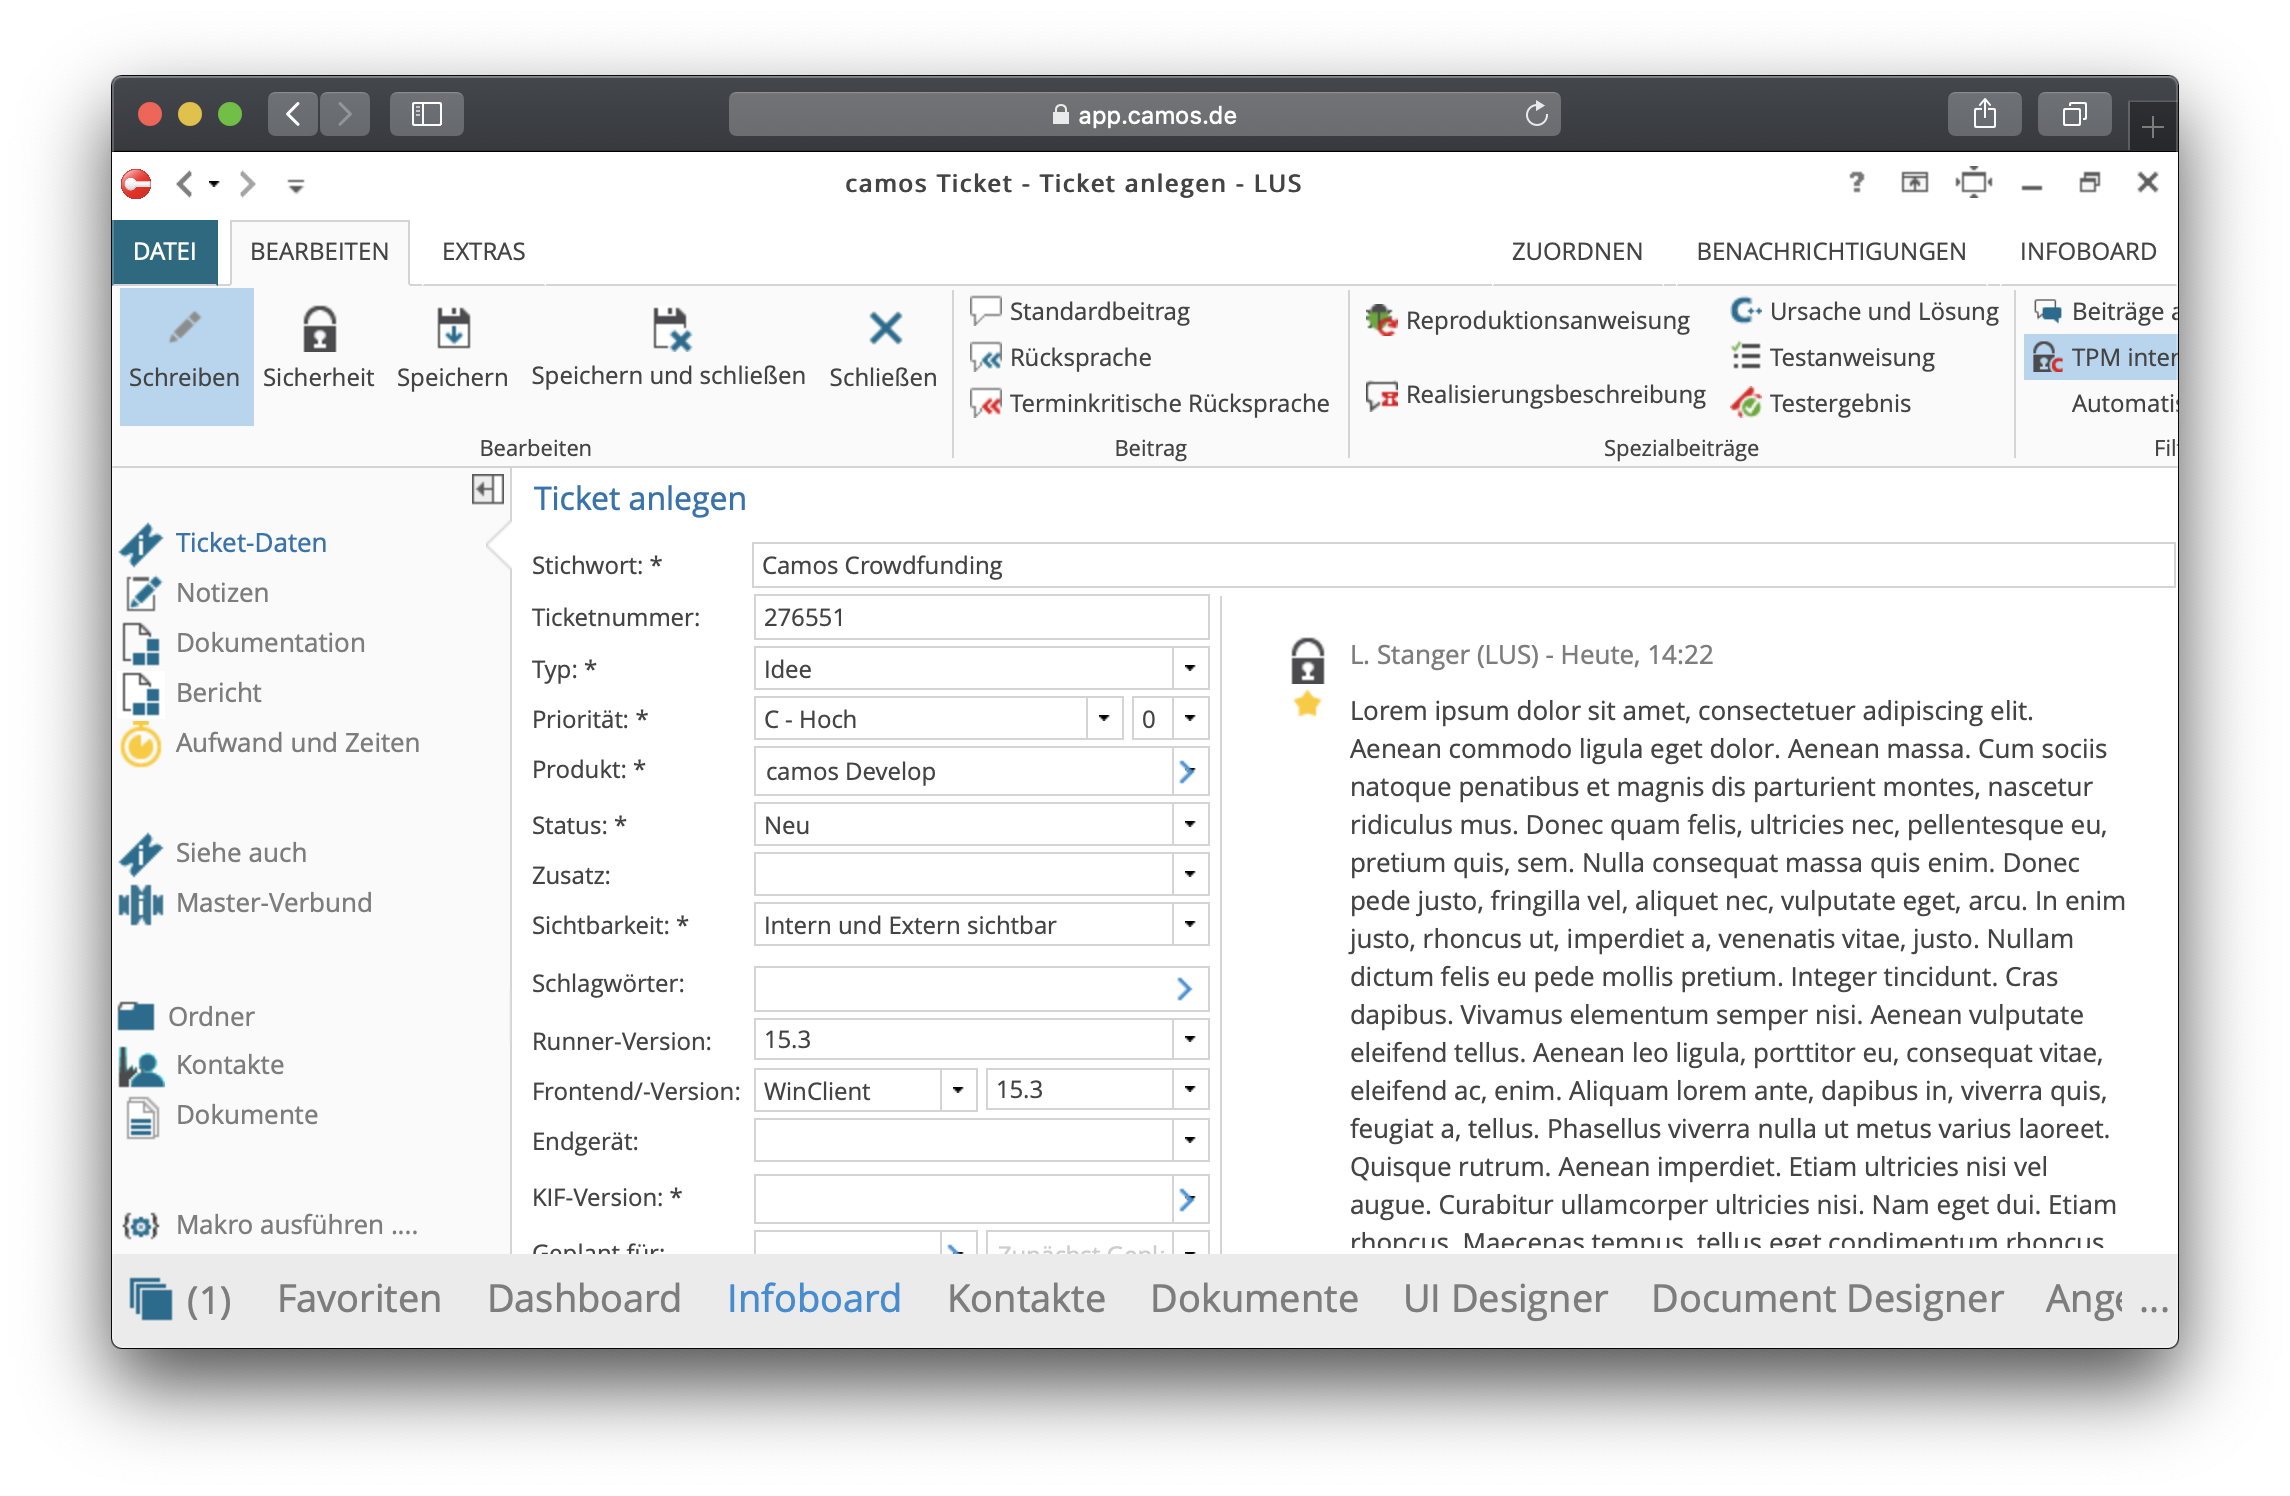 app.camos.de
camos Ticket - Ticket anlegen - LUS
DATEI BEARBEITEN EXTRAS ZUORDNEN BENACHRICHTIGUNGEN INFOBOARD
Schreiben
Sicherheit
Speichern
Speichern und schließen
Schließen
Bearbeiten
Standardbeitrag
Rücksprache
Terminkritische Rücksprache
Beitrag
Reproduktionsanweisung
Realisierungsbeschreibung
Ursache und Lösung
Testanweisung
Testergebnis
Spezialbeiträge
Beiträge
TPM
Ticket-Daten
Notizen
Dokumentation
Bericht
Aufwand und Zeiten
Siehe auch
Master-Verbund
Ordner
Kontakte
Dokumente
Makro ausführen ....
Ticket anlegen
Stichwort: * Camos Crowdfunding
Ticketnummer: 276551
Typ: * Idee
Priorität: * C - Hoch 0
Produkt: * camos Develop
Status: * Neu
Zusatz:
Sichtbarkeit: * Intern und Extern sichtbar
Schlagwörter:
Runner-Version: 15.3
Frontend/-Version: WinClient 15.3
Endgerät:
KIF-Version: *
Geplant für: Zunächst
L. Stanger (LUS) - Heute, 14:22
Lorem ipsum dolor sit amet, consectetuer adipiscing elit.
Aenean commodo ligula eget dolor. Aenean massa. Cum sociis
natoque penatibus et magnis dis parturient montes, nascetur
ridiculus mus. Donec quam felis, ultricies nec, pellentesque eu,
pretium quis, sem. Nulla consequat massa quis enim. Donec
pede justo, fringilla vel, aliquet nec, vulputate eget, arcu. In enim
justo, rhoncus ut, imperdiet a, venenatis vitae, justo. Nullam
dictum felis eu pede mollis pretium. Integer tincidunt. Cras
dapibus. Vivamus elementum semper nisi. Aenean vulputate
eleifend tellus. Aenean leo ligula, porttitor eu, consequat vitae,
eleifend ac, enim. Aliquam lorem ante, dapibus in, viverra quis,
feugiat a, tellus. Phasellus viverra nulla ut metus varius laoreet.
Quisque rutrum. Aenean imperdiet. Etiam ultricies nisi vel
augue. Curabitur ullamcorper ultricies nisi. Nam eget dui. Etiam
rhoncus. Maecenas tempus, tellus eget condimentum rhoncus
(1) Favoriten Dashboard Infoboard Kontakte Dokumente UI Designer Document Designer ...